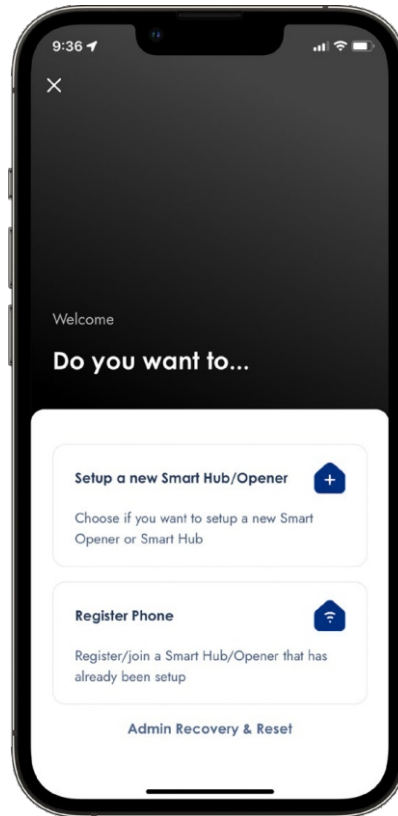 9:36
Welcome
Do you want to...
Setup a new Smart Hub/Opener
Choose if you want to setup a new Smart
Opener or Smart Hub
Register Phone
Register/join a Smart Hub/Opener that has
already been setup
Admin Recovery & Reset